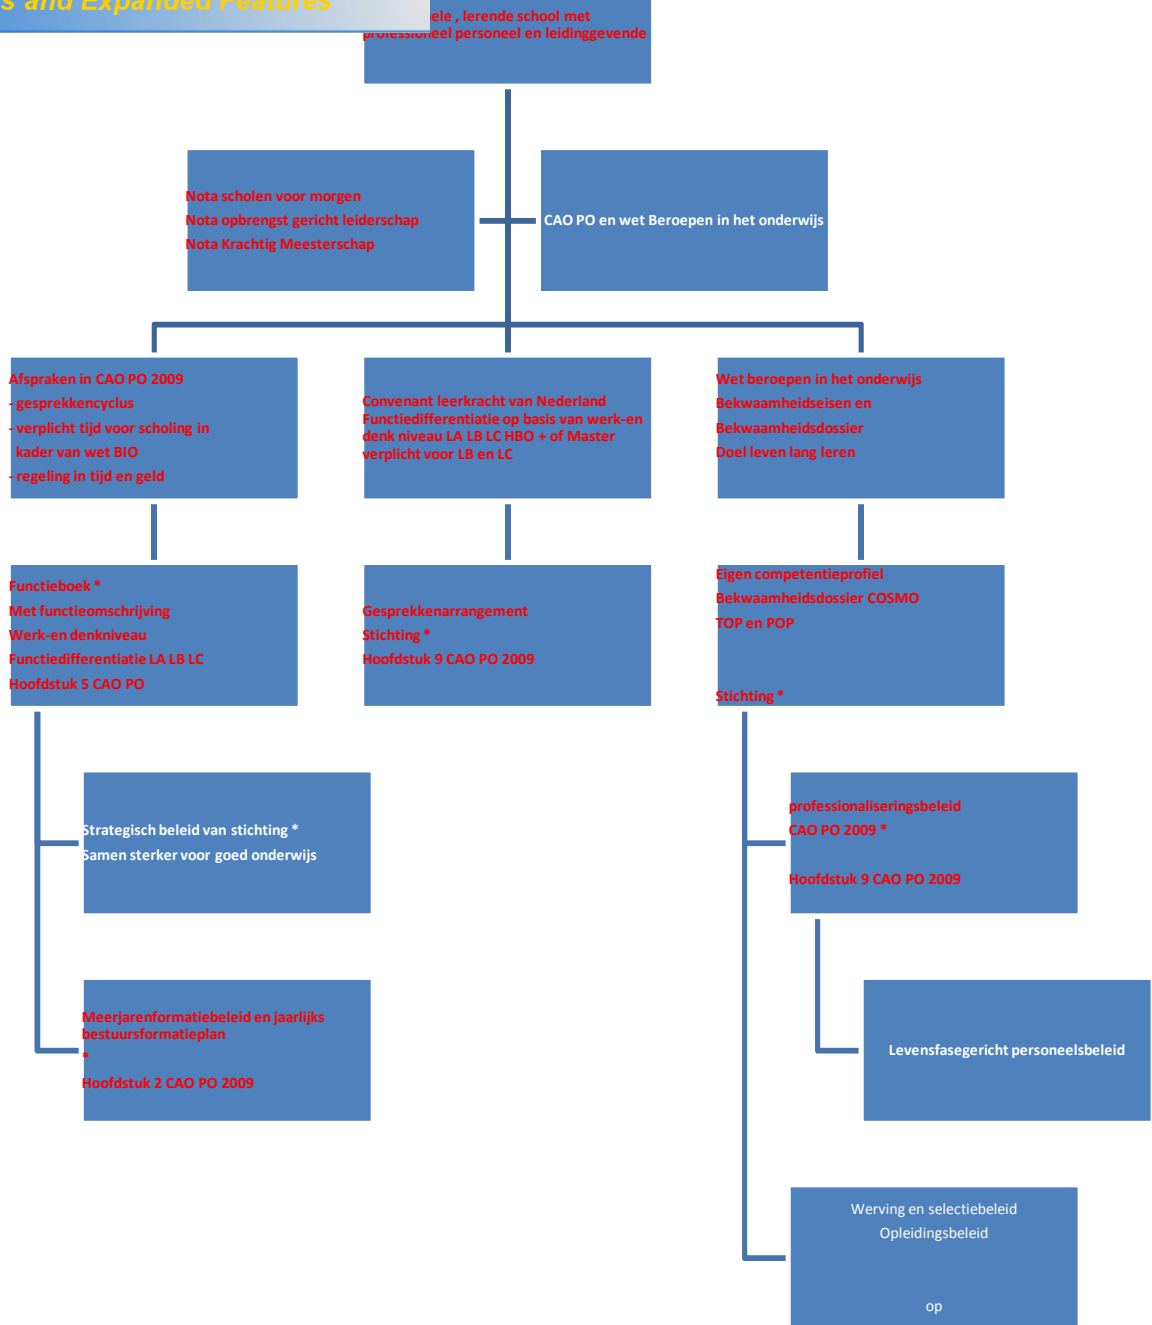 s and Expanded Features
ele , lerende school met
professioneel personeel en leidinggevende
Nota scholen voor morgen
Nota opbrengst gericht leiderschap
Nota Krachtig Meesterschap
CAO PO en wet Beroepen in het onderwijs
Afspraken in CAO PO 2009
- gesprekkencyclus
- verplicht tijd voor scholing in
kader van wet BIO
- regeling in tijd en geld
Convenant leerkracht van Nederland
Functiedifferentiatie op basis van werk-en
denk niveau LA LB LC HBO + of Master
verplicht voor LB en LC
Wet beroepen in het onderwijs
Bekwaamheidseisen en
Bekwaamheidsdossier
Doel leven lang leren
Functieboek *
Met functieomschrijving
Werk-en denkniveau
Functiedifferentiatie LA LB LC
Hoofdstuk 5 CAO PO
Gesprekkenarrangement
Stichting *
Hoofdstuk 9 CAO PO 2009
Eigen competentieprofiel
Bekwaamheidsdossier COSMO
TOP en POP
Stichting *
Strategisch beleid van stichting *
Samen sterker voor goed onderwijs
professionaliseringsbeleid
CAO PO 2009 *
Hoofdstuk 9 CAO PO 2009
Meerjarenformatiebeleid en jaarlijks
bestuursformatieplan
*
Hoofdstuk 2 CAO PO 2009
Levensfasegericht personeelsbeleid
Werving en selectiebeleid
Opleidingsbeleid
op